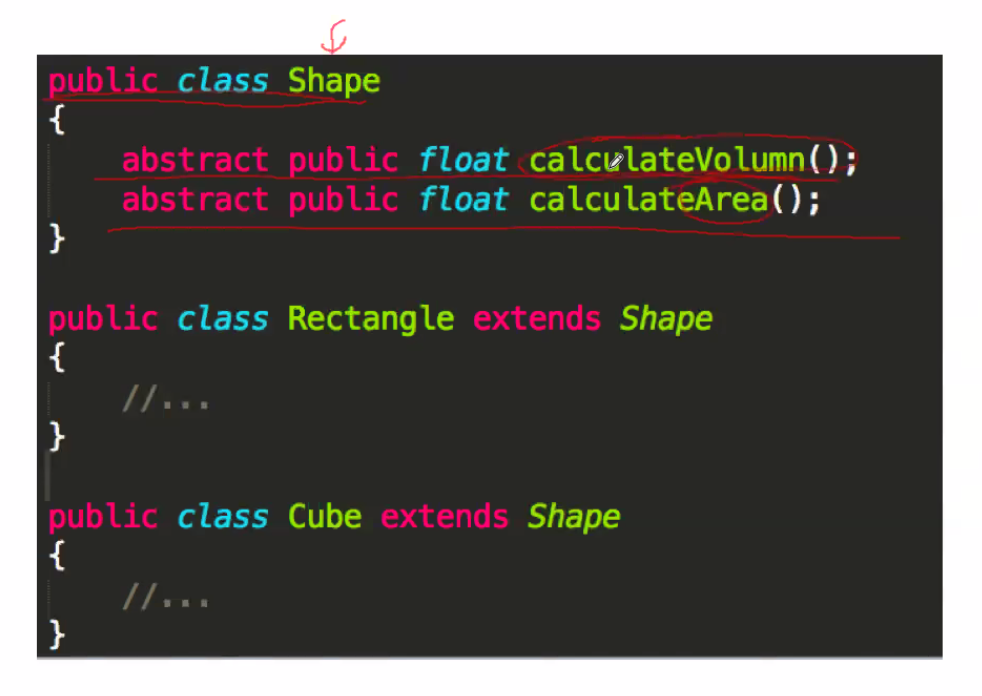 public class Shape
{
abstract public float calculateVolumn();
abstract public float calculateArea();
}
public class Rectangle extends Shape
{
//...
}
public class Cube extends Shape
{
//...
}